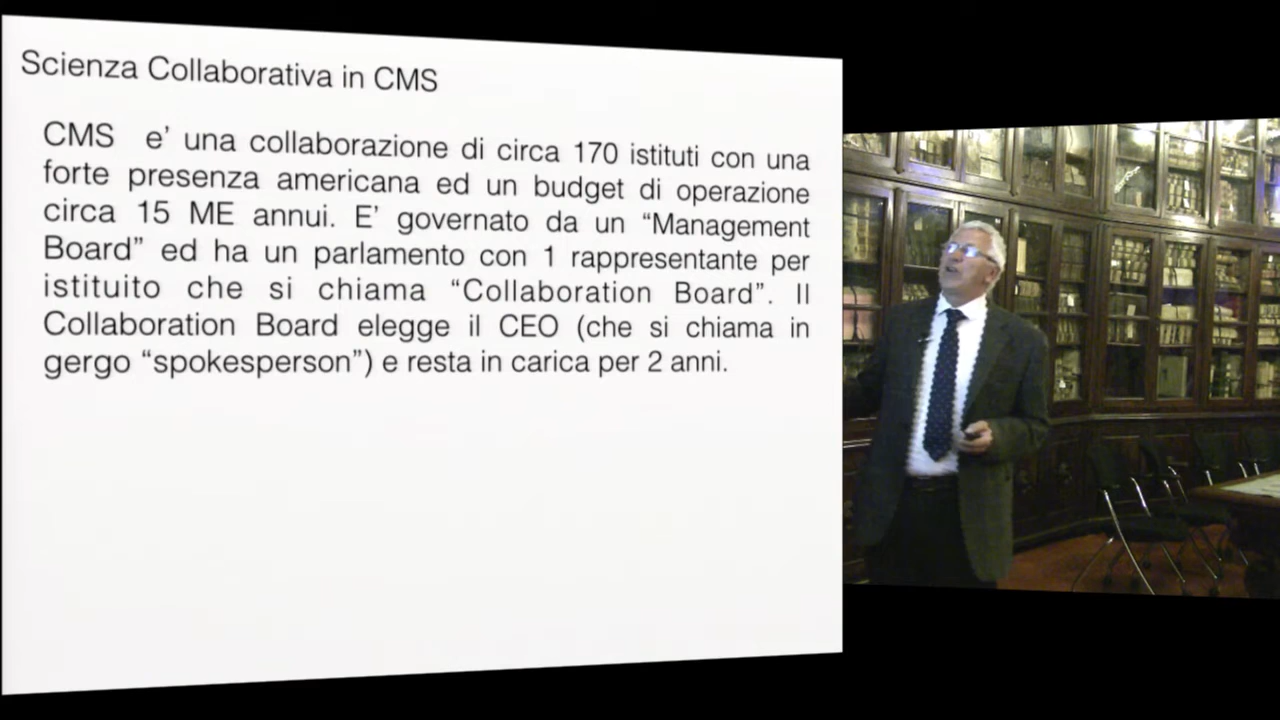 Scienza Collaborativa in CMS
CMS e' una collaborazione di circa 170 istituti con una
forte presenza americana ed un budget di operazione
circa 15 ME annui. E' governato da un “Management
Board” ed ha un parlamento con 1 rappresentante per
istituito che si chiama “Collaboration Board”. Il
Collaboration Board elegge il CEO (che si chiama in
gergo “spokesperson”) e resta in carica per 2 anni.